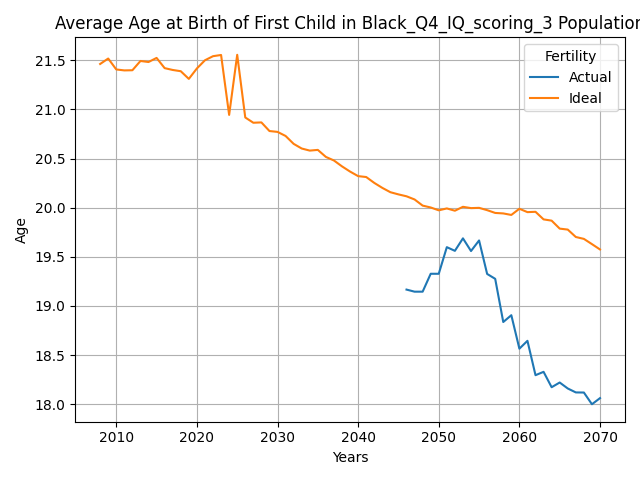 Average Age at Birth of First Child in Black_Q4_IQ_scoring_3 Population
Fertility
Actual
Ideal
21.5
21.0
20.5
20.0
19.5
19.0
18.5
18.0
Age
2010 2020 2030 2040 2050 2060 2070
Years